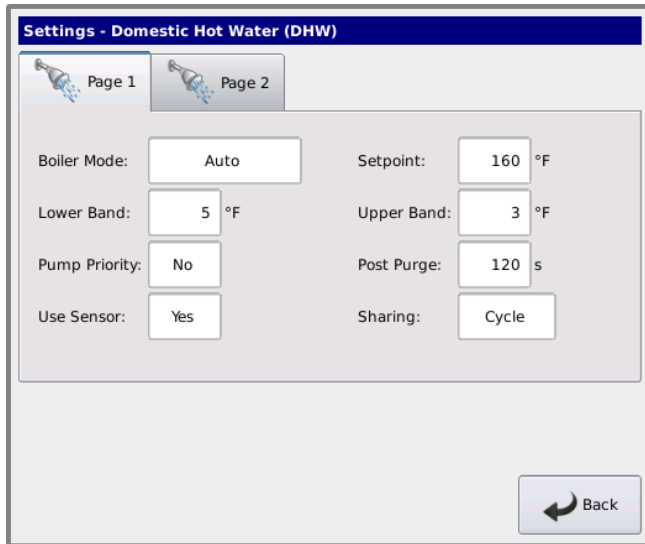 Settings - Domestic Hot Water (DHW)
Page 1 Page 2
Boiler Mode: Auto Setpoint: 160 °F
Lower Band: 5 °F Upper Band: 3 °F
Pump Priority: No Post Purge: 120 s
Use Sensor: Yes Sharing: Cycle
Back